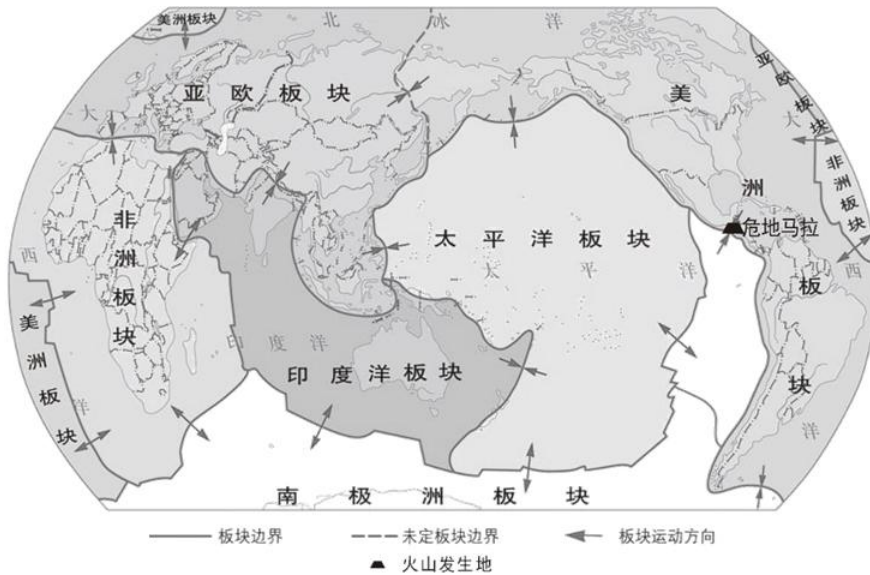 美洲板块
北冰洋
亚欧板块
美洲板块
亚欧板块
非洲板块
大
大
西
洋
西
洋
非洲板块
美洲板块
太平洋板块
太平洋
危地马拉
印度洋
印度洋板块
南极洲板块
板块边界
未定板块边界
板块运动方向
火山发生地